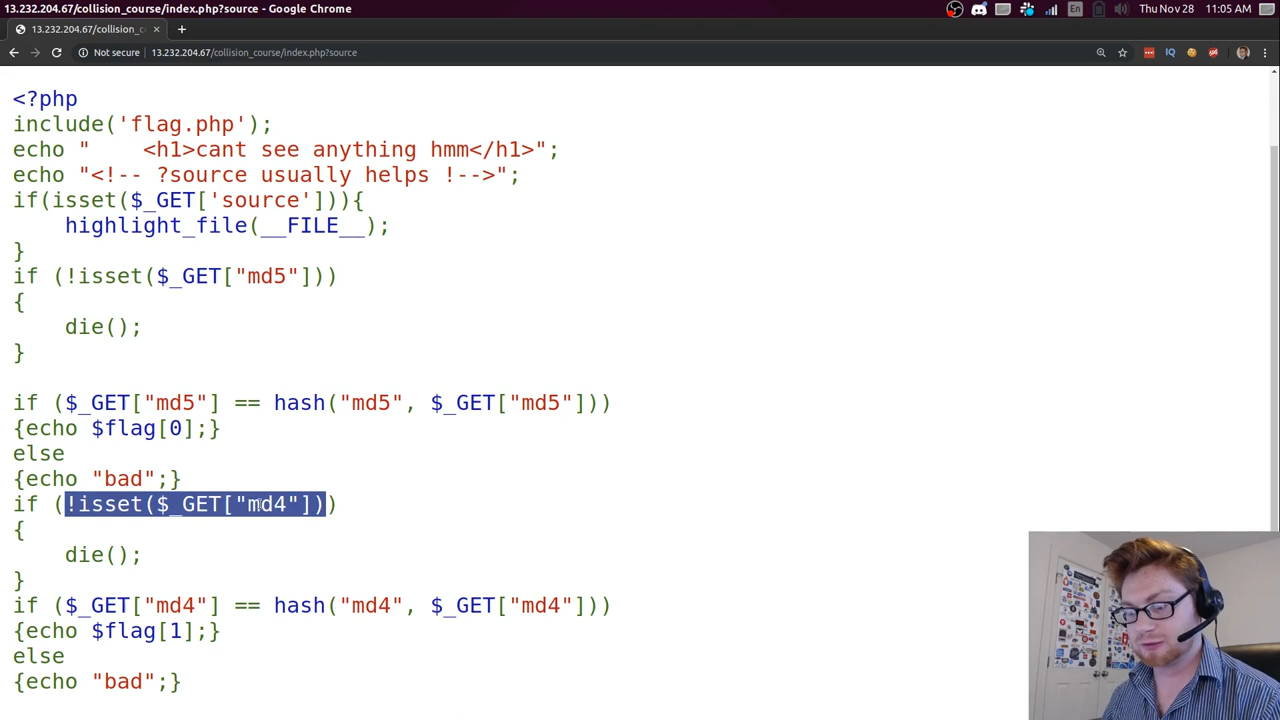 13.232.204.67/collision_course/index.php?source - Google Chrome
En
Thu Nov 28
11:05 AM
13.232.204.67/collision_co
Not secure
13.232.204.67/collision_course/index.php?source
IQ
<?php
include('flag.php');
echo "    <h1>cant see anything hmm</h1>";
echo "<!-- ?source usually helps !-->";
if(isset($_GET['source'])){
    highlight_file(__FILE__);
}
if (!isset($_GET["md5"]))
{
    die();
}
if ($_GET["md5"] == hash("md5", $_GET["md5"]))
{echo $flag[0];}
else
{echo "bad";}
if (!isset($_GET["md4"]))
{
    die();
}
if ($_GET["md4"] == hash("md4", $_GET["md4"]))
{echo $flag[1];}
else
{echo "bad";}